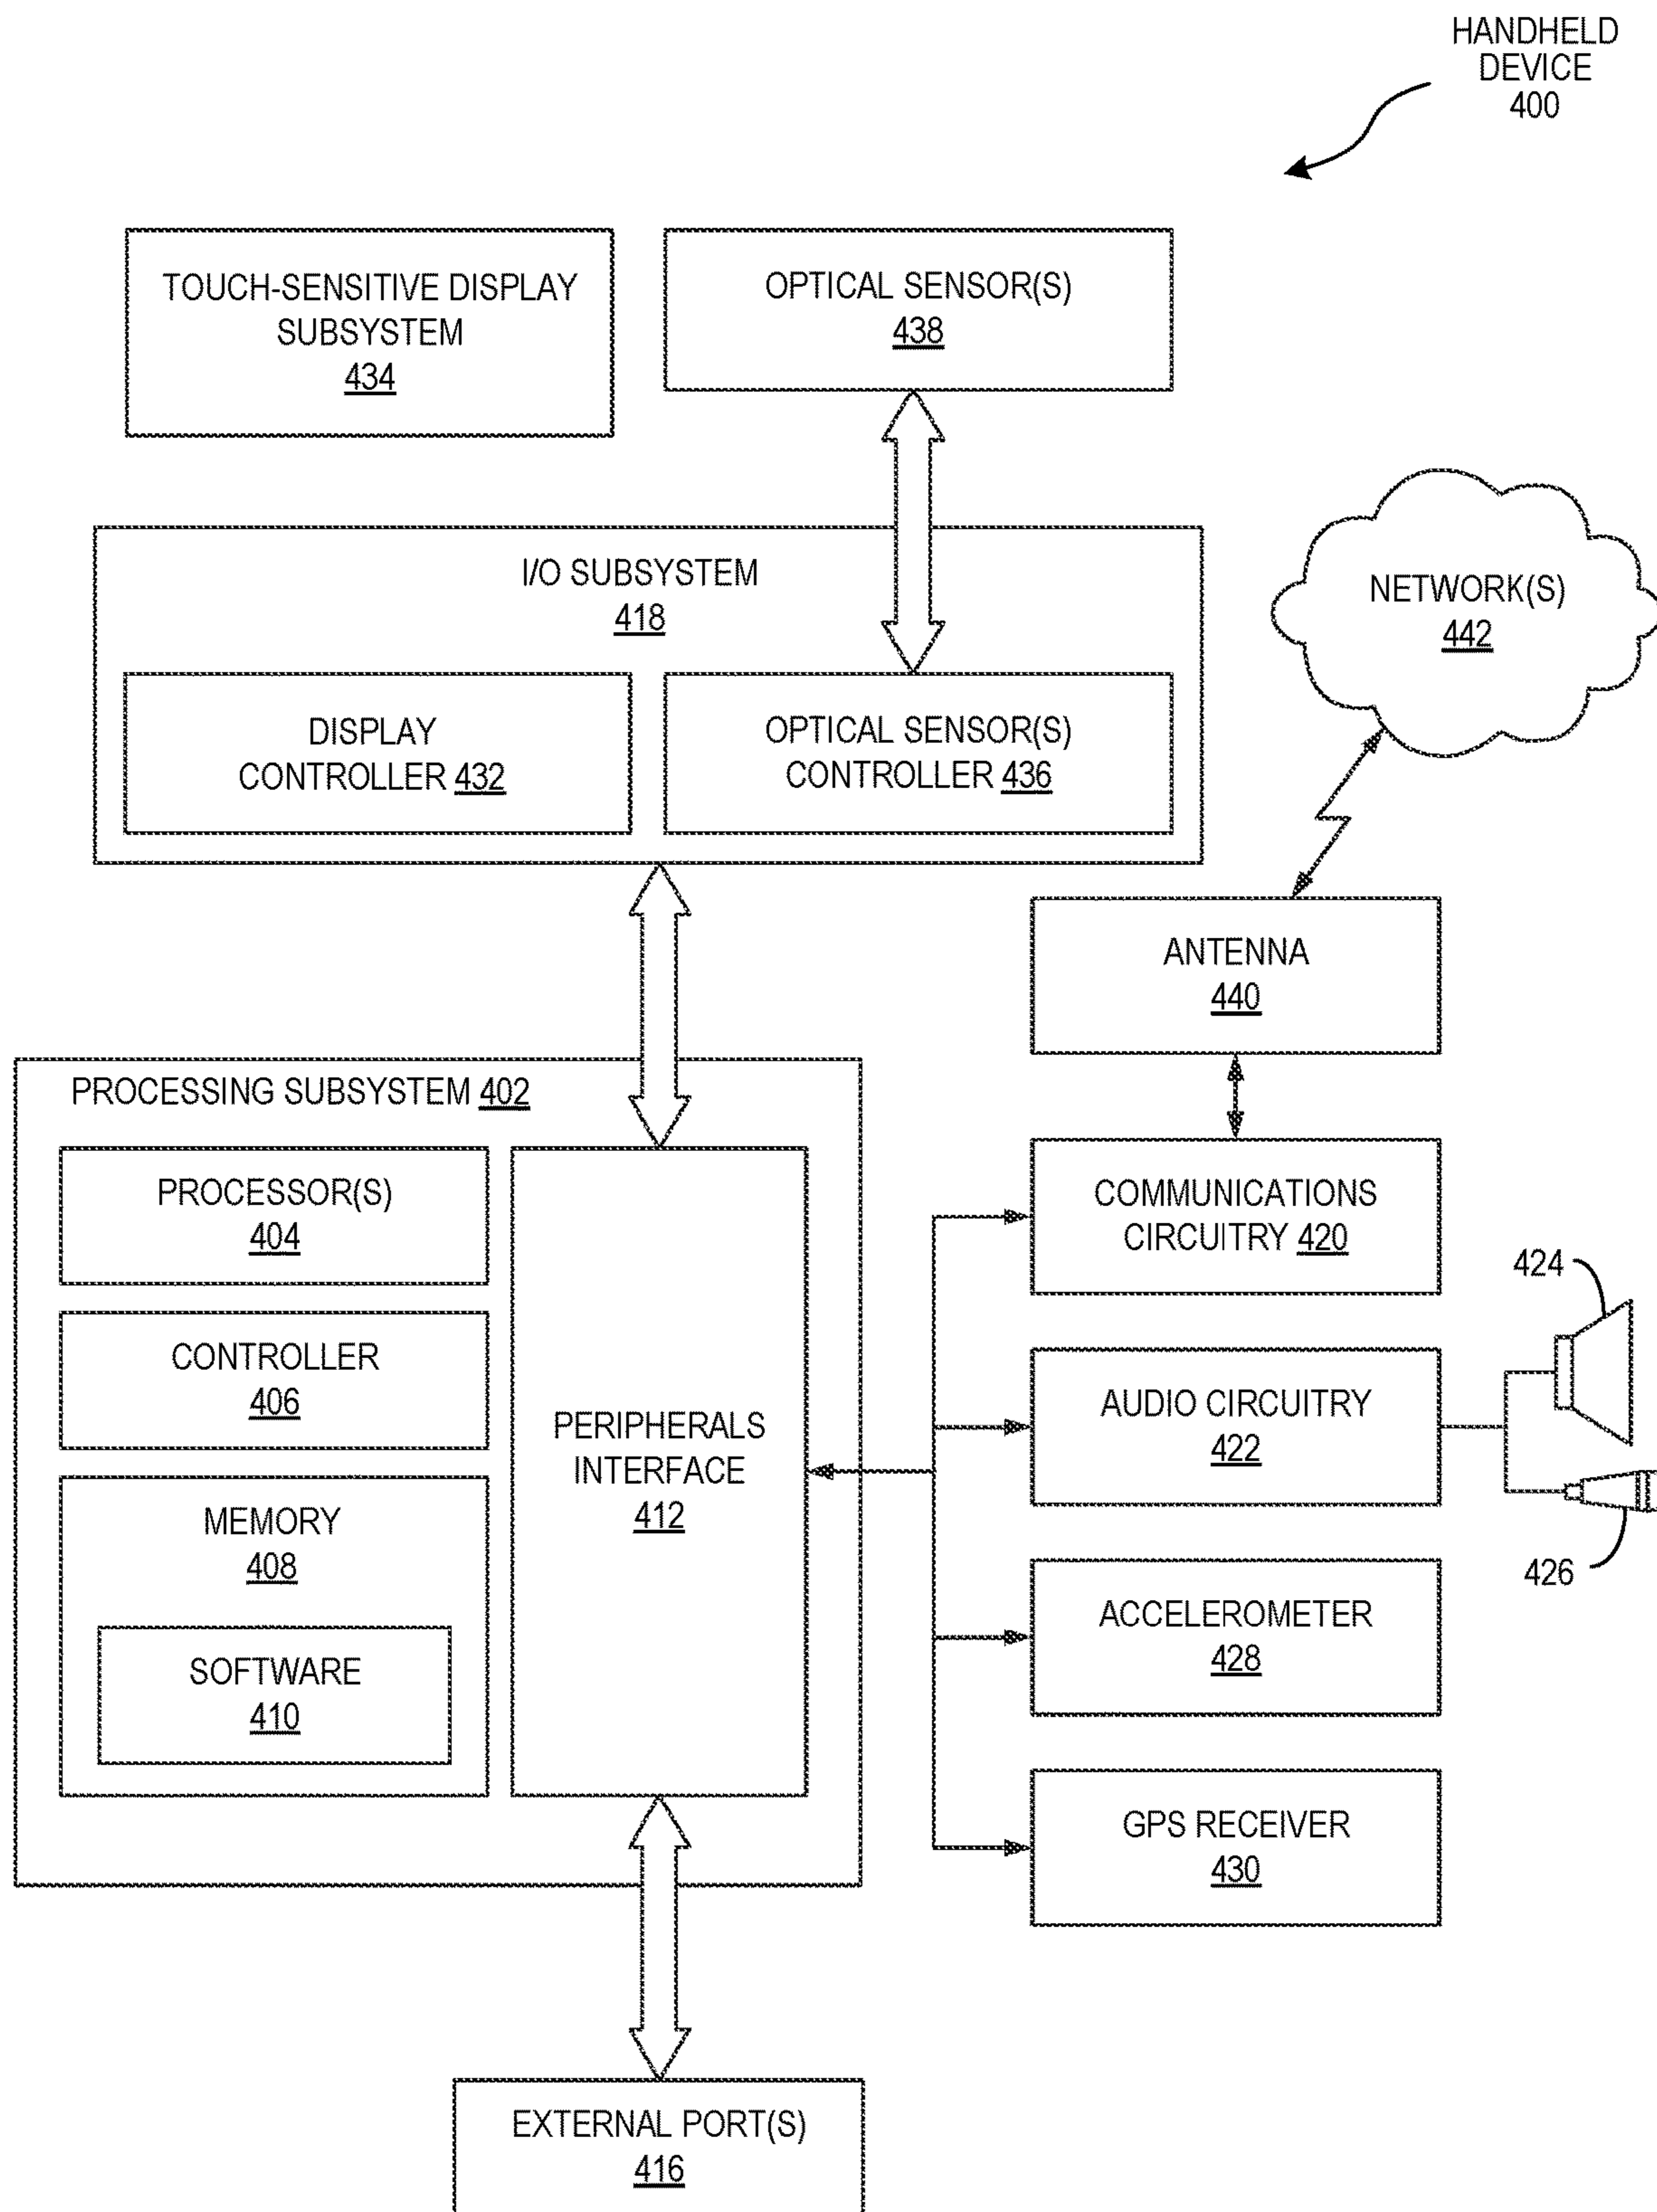 HANDHELD
DEVICE
400
TOUCH-SENSITIVE DISPLAY
SUBSYSTEM
434
OPTICAL SENSOR(S)
438
I/O SUBSYSTEM
418
NETWORK(S)
442
DISPLAY
CONTROLLER 432
OPTICAL SENSOR(S)
CONTROLLER 436
ANTENNA
440
PROCESSING SUBSYSTEM 402
PROCESSOR(S)
404
CONTROLLER
406
MEMORY
408
SOFTWARE
410
PERIPHERALS
INTERFACE
412
COMMUNICATIONS
CIRCUITRY 420
424
AUDIO CIRCUITRY
422
426
ACCELEROMETER
428
GPS RECEIVER
430
EXTERNAL PORT(S)
416